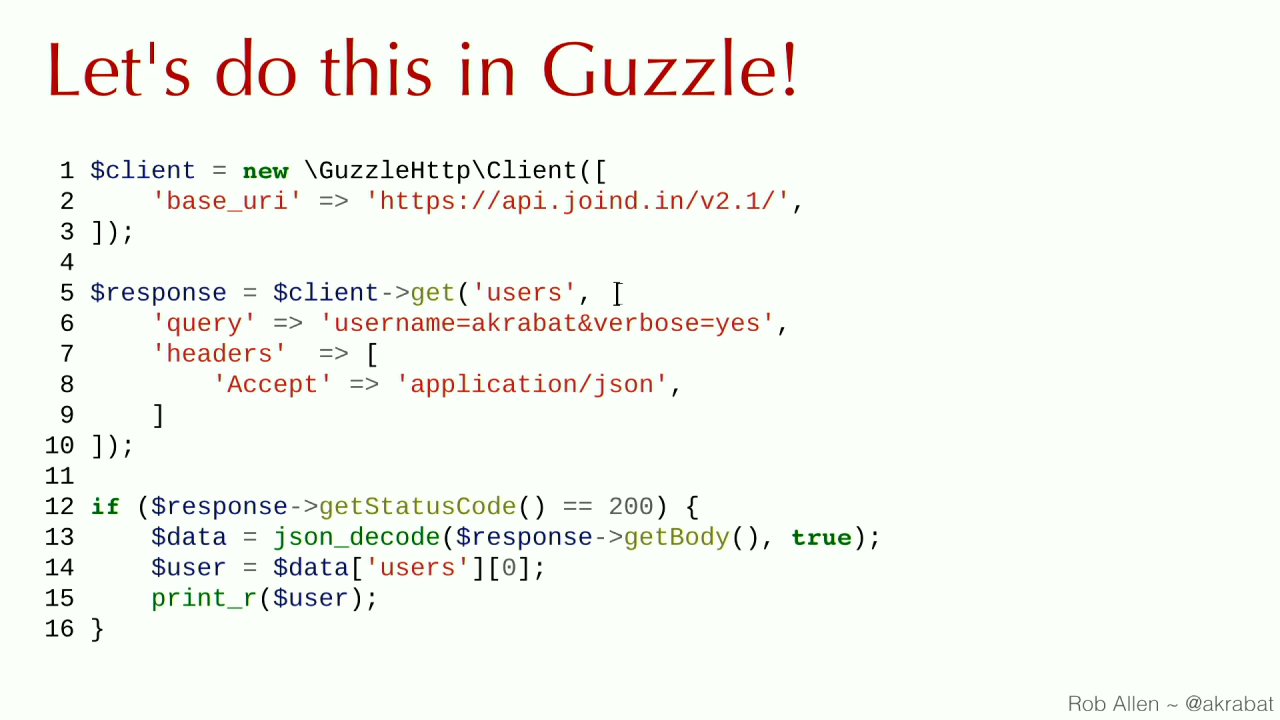 Let's do this in Guzzle!
1 $client = new \GuzzleHttp\Client([
2     'base_uri' => 'https://api.joind.in/v2.1/',
3 ]);
4
5 $response = $client->get('users', [
6     'query' => 'username=akrabat&verbose=yes',
7     'headers'  => [
8         'Accept' => 'application/json',
9     ]
10 ]);
11
12 if ($response->getStatusCode() == 200) {
13     $data = json_decode($response->getBody(), true);
14     $user = $data['users'][0];
15     print_r($user);
16 }
Rob Allen ~ @akrabat